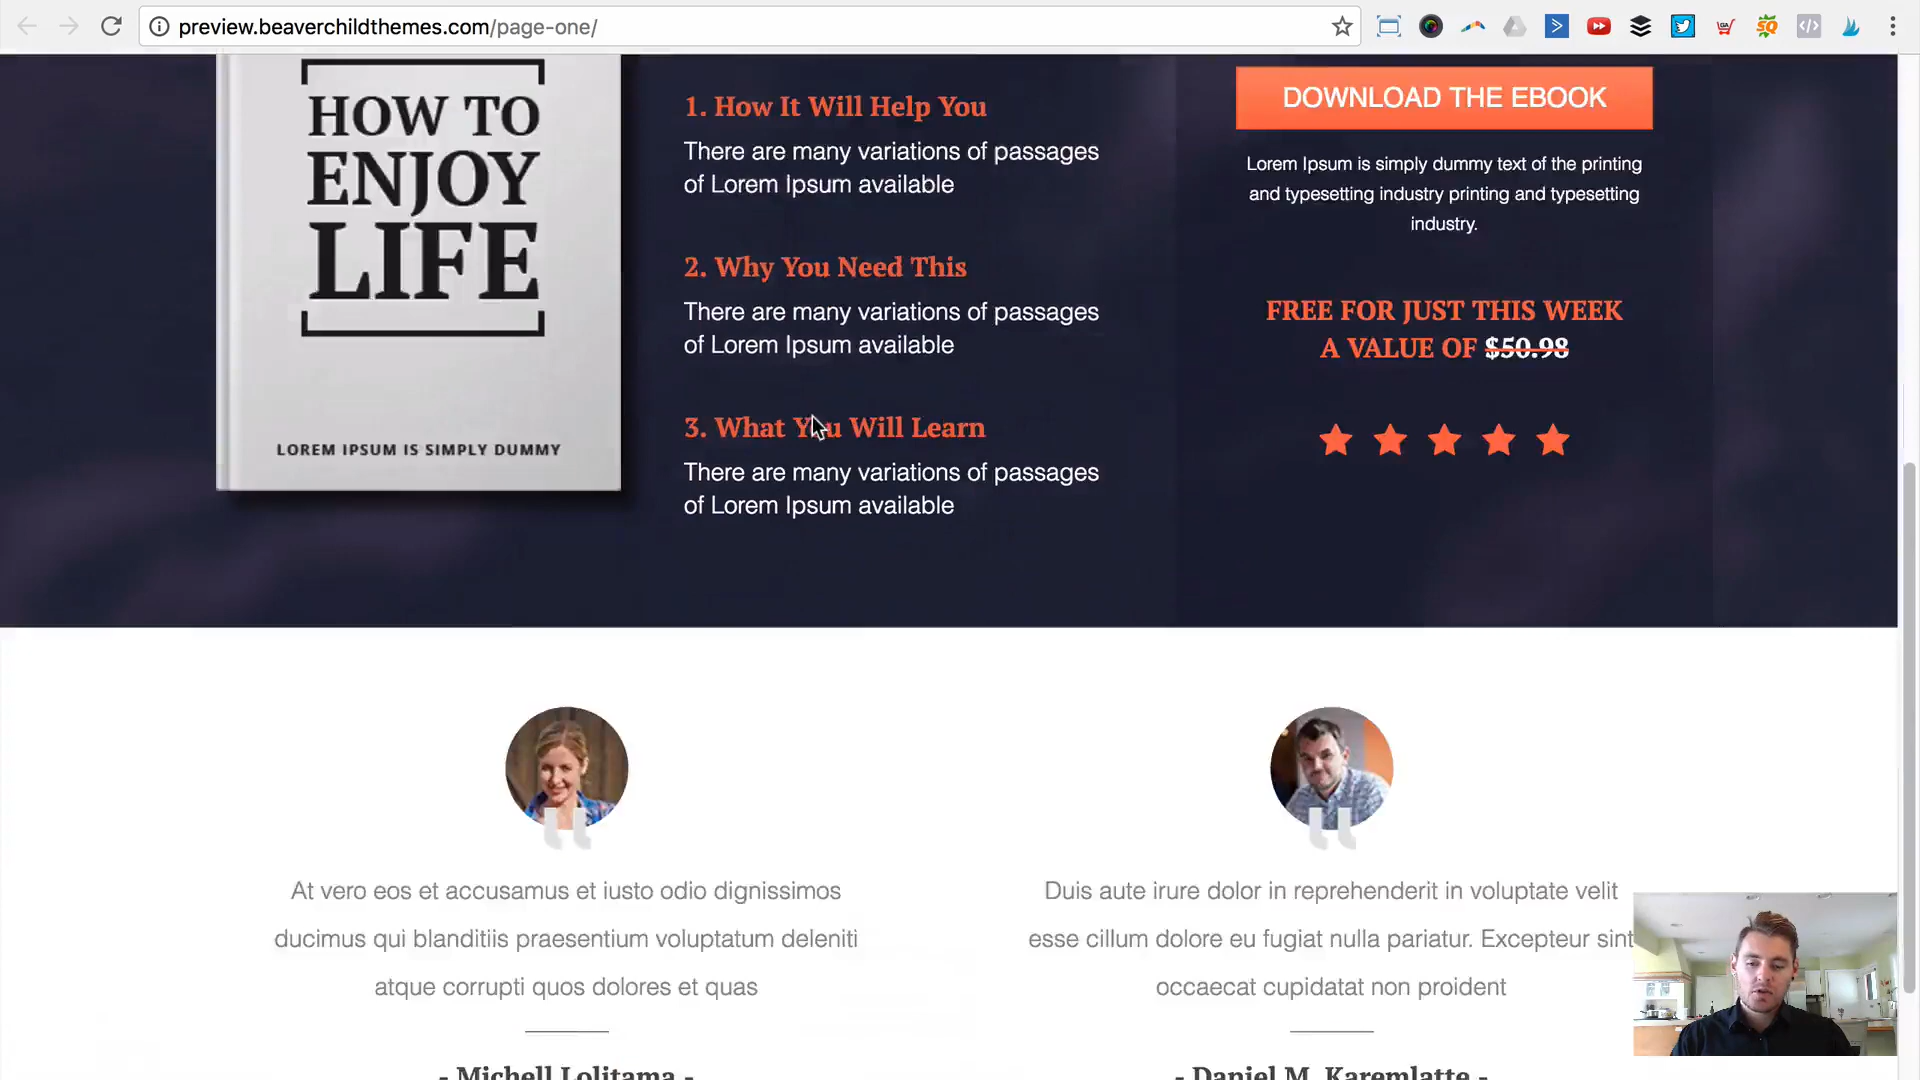 preview.beaverchildthemes.com/page-one/
HOW TO
ENJOY
LIFE
LOREM IPSUM IS SIMPLY DUMMY
1. How It Will Help You
There are many variations of passages
of Lorem Ipsum available
2. Why You Need This
There are many variations of passages
of Lorem Ipsum available
3. What You Will Learn
There are many variations of passages
of Lorem Ipsum available
DOWNLOAD THE EBOOK
Lorem Ipsum is simply dummy text of the printing
and typesetting industry printing and typesetting
industry.
FREE FOR JUST THIS WEEK
A VALUE OF $50.98
At vero eos et accusamus et iusto odio dignissimos
ducimus qui blanditiis praesentium voluptatum deleniti
atque corrupti quos dolores et quas
- Michell Lolitama -
Duis aute irure dolor in reprehenderit in voluptate velit
esse cillum dolore eu fugiat nulla pariatur. Excepteur sint
occaecat cupidatat non proident
- Daniel M. Karemlatte -